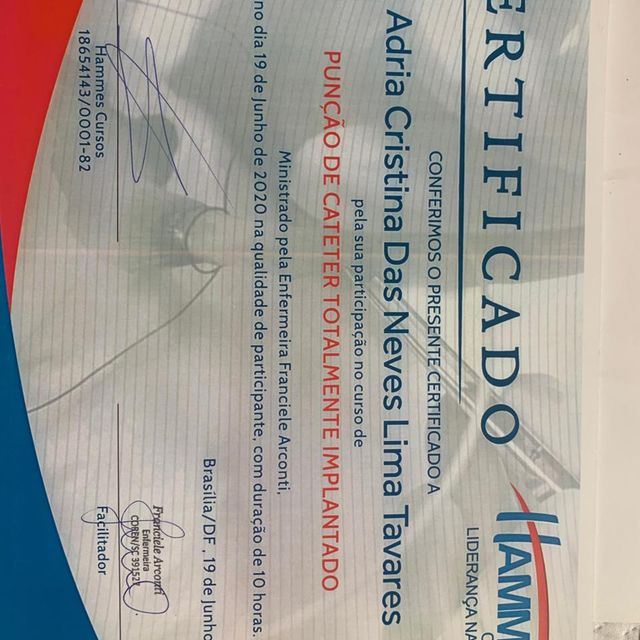 ERTIFICADO
HAMM
LIDERANÇA NA
CONFERIMOS O PRESENTE CERTIFICADO A
Adria Cristina Das Neves Lima Tavares
pela sua participação no curso de
PUNÇÃO DE CATETER TOTALMENTE IMPLANTADO
Ministrado pela Enfermeira Franciele Arconti,
no dia 19 de Junho de 2020 na qualidade de participante, com duração de 10 horas.
Brasília/DF, 19 de Junho
Hammes Cursos
18654143/0001-82
Franciele Arconti
Enfermeira
COREN/SC
Facilitador